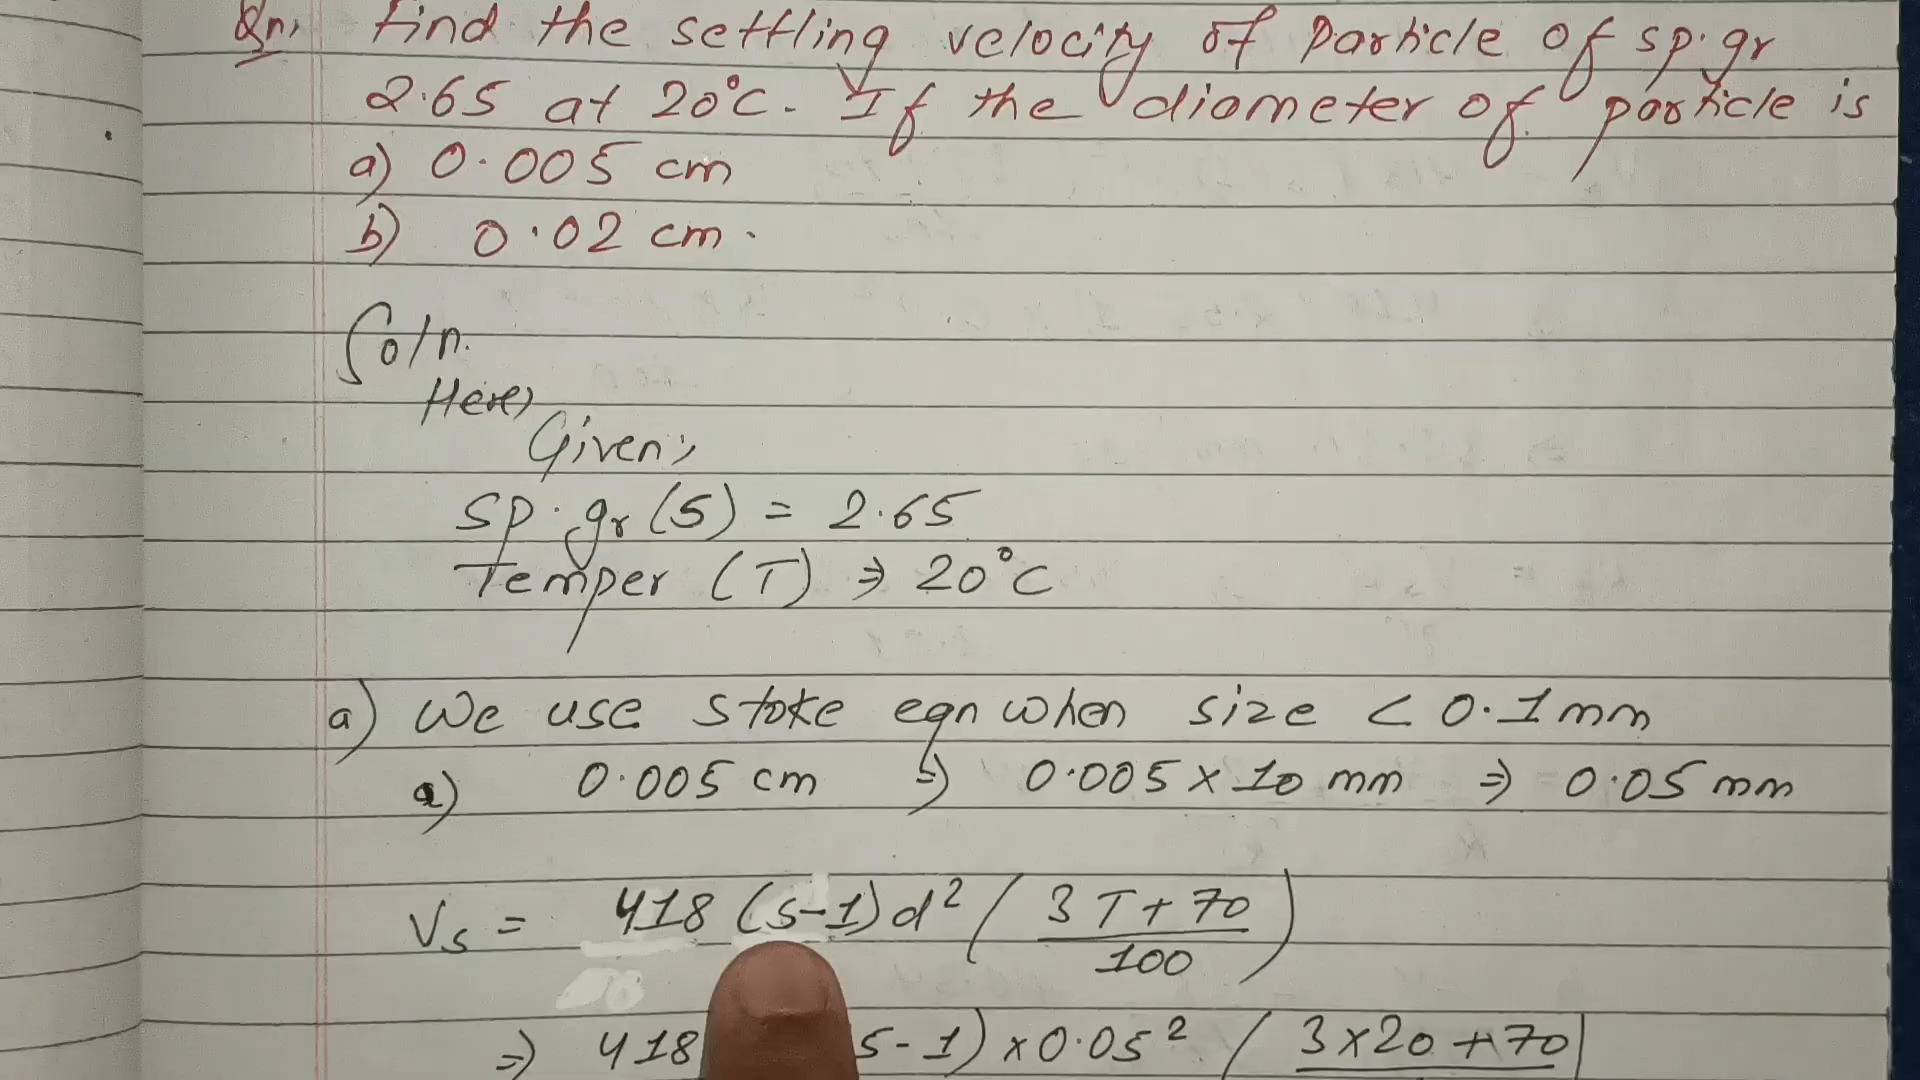 Qn, find the settling velocity of particle of sp.gr
2.65 at 20°C. If the diameter of particle is
a) 0.005 cm
b) 0.02 cm.
Soln.
Here,
Given,
sp.gr (S) = 2.65
Temper (T) ⇒ 20°C
a) We use stoke eqn when size < 0.1 mm
a) 0.005 cm ⇒ 0.005 x 10 mm ⇒ 0.05 mm
Vs = 418 (s-1) d² ( 3T + 70 / 100 )
⇒ 418 s-1) x 0.05² ( 3x20 +70